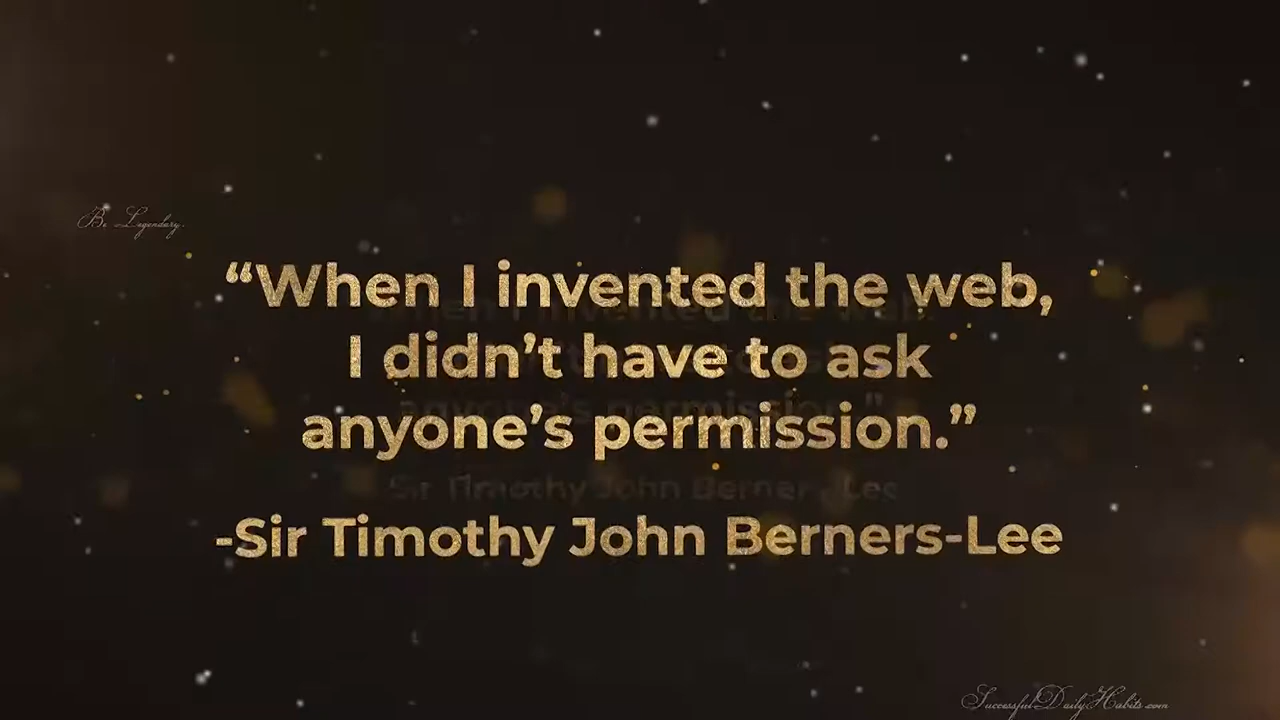 Be Legendary.
“When I invented the web,
I didn’t have to ask
anyone’s permission.”
-Sir Timothy John Berners-Lee
SuccessfulDailyHabits.com